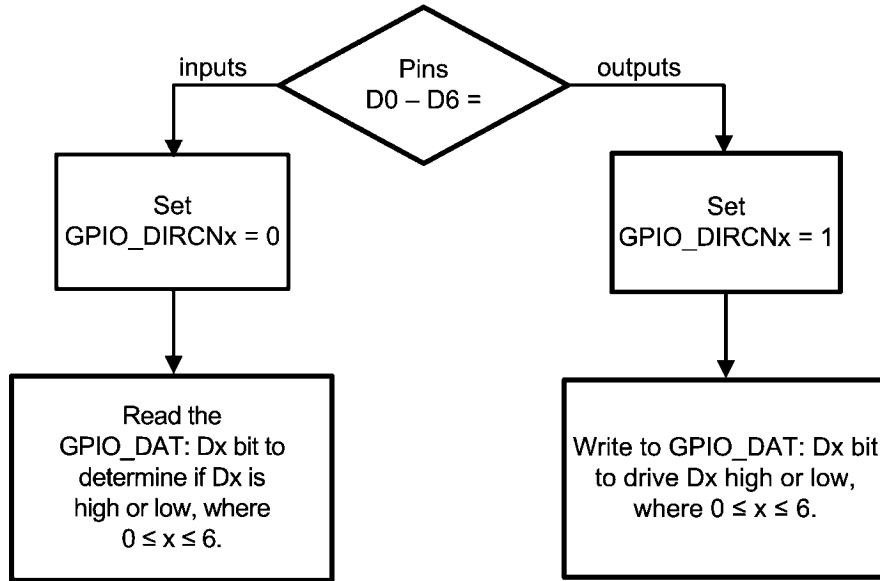 inputs
Pins
D0 – D6 =
outputs
Set
GPIO_DIRCNx = 0
Set
GPIO_DIRCNx = 1
Read the
GPIO_DAT: Dx bit to
determine if Dx is
high or low, where
0 ≤ x ≤ 6.
Write to GPIO_DAT: Dx bit
to drive Dx high or low,
where 0 ≤ x ≤ 6.